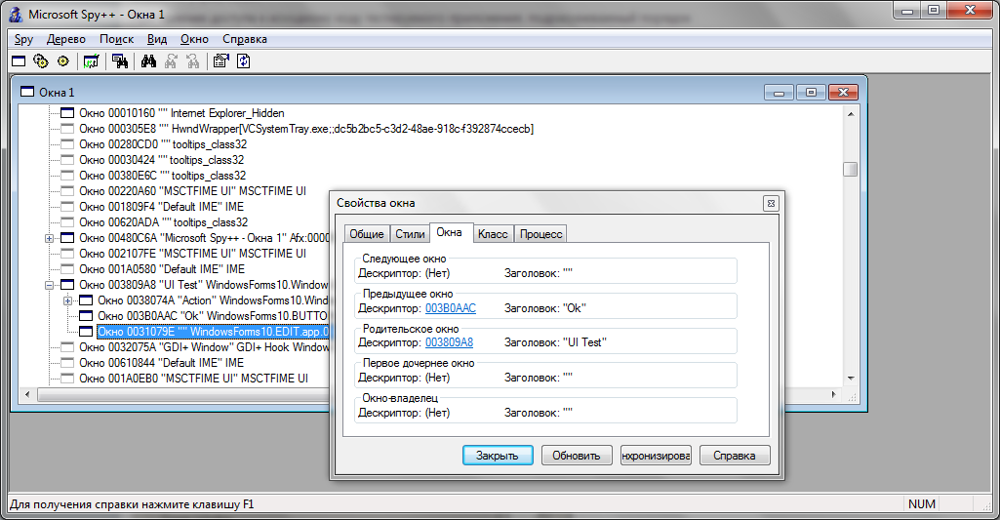 Microsoft Spy++ - Окна 1
Spy Дерево Поиск Вид Окно Справка
Окна 1
Окно 00010160 "" Internet Explorer_Hidden
Окно 000305E8 "" HwndWrapper[VCSystemTray.exe;;dc5b2bc5-c3d2-48ae-918c-f392874ccecb]
Окно 00280CD0 "" tooltips_class32
Окно 00030424 "" tooltips_class32
Окно 00380E6C "" tooltips_class32
Окно 00220A60 "MSCTFIME UI" MSCTFIME UI
Окно 001809F4 "Default IME" IME
Окно 00620ADA "" tooltips_class32
Окно 00480C6A "Microsoft Spy++ - Окна 1" Afx:0000
Окно 002107FE "MSCTFIME UI" MSCTFIME UI
Окно 001A0580 "Default IME" IME
Окно 003809A8 "UI Test" WindowsForms10.Window
Окно 0038074A "Action" WindowsForms10.Wind
Окно 003B0AAC "Ok" WindowsForms10.BUTTO
Окно 0031079E "" WindowsForms10.EDIT.app.0
Окно 0032075A "GDI+ Window" GDI+ Hook Window
Окно 00610844 "Default IME" IME
Окно 001A0EB0 "MSCTFIME UI" MSCTFIME UI
Свойства окна
Общие Стили Окна Класс Процесс
Следующее окно
Дескриптор: (Нет) Заголовок: ""
Предыдущее окно
Дескриптор: 003B0AAC Заголовок: "Ok"
Родительское окно
Дескриптор: 003809A8 Заголовок: "UI Test"
Первое дочернее окно
Дескриптор: (Нет) Заголовок: ""
Окно-владелец
Дескриптор: (Нет) Заголовок: ""
Закрыть Обновить нхронизирова Справка
Для получения справки нажмите клавишу F1 NUM